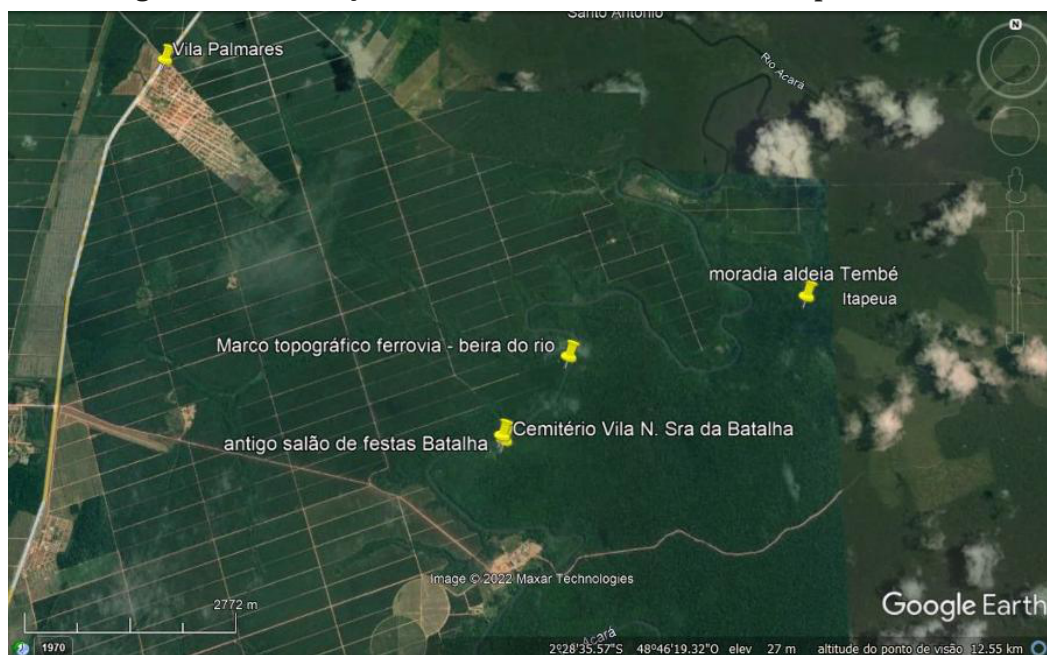 Santo Antônio
Vila Palmares
N
Rio Acará
moradia aldeia Tembé
Itapeua
Marco topográfico ferrovia - beira do rio
Cemitério Vila N. Sra da Batalha
antigo salão de festas Batalha
Image © 2022 Maxar Technologies
2772 m
Google Earth
Acará
1970
2°28'35.57"S 48°46'19.32"O elev 27 m altitude do ponto de visão 12.55 km